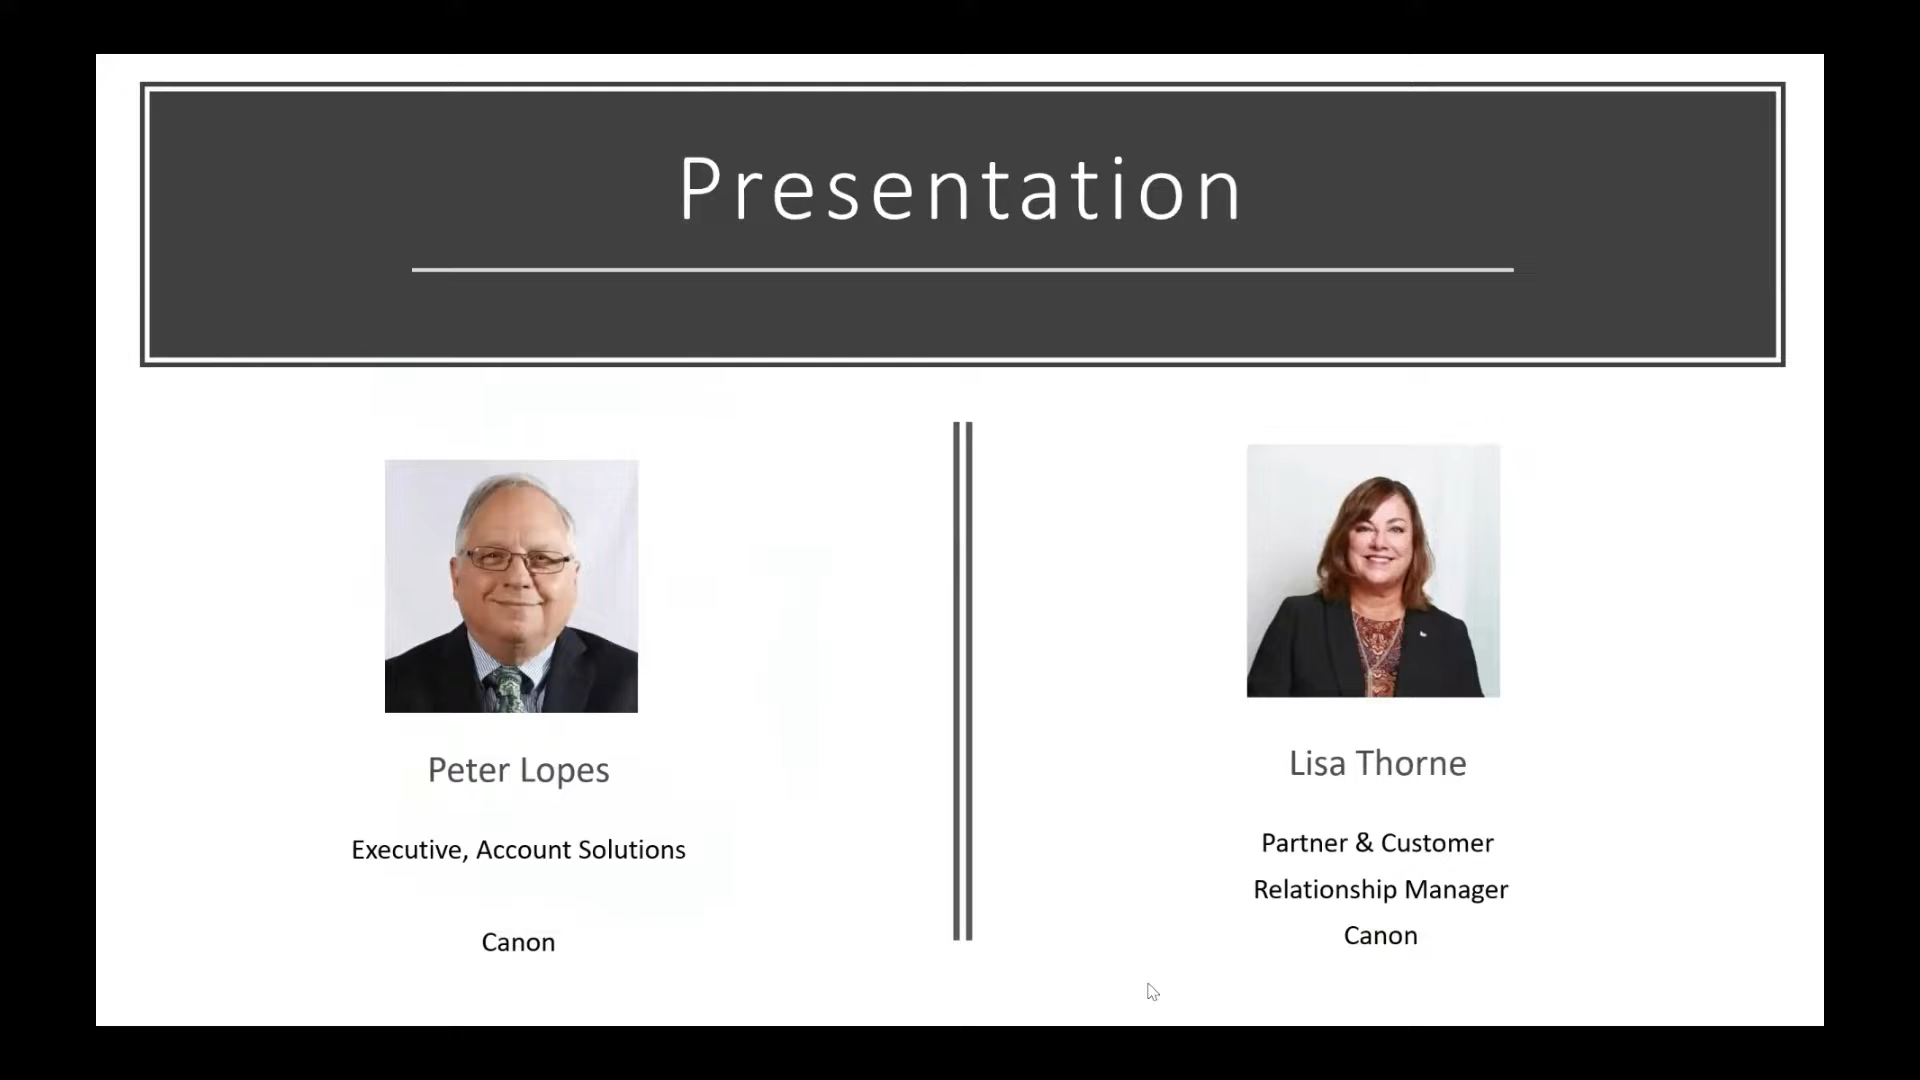 Presentation
Peter Lopes
Executive, Account Solutions
Canon
Lisa Thorne
Partner & Customer
Relationship Manager
Canon